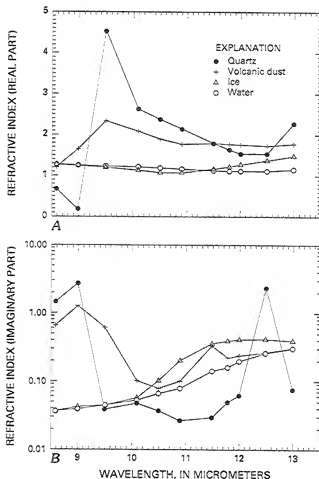 REFRACTIVE INDEX (REAL PART)
5
4
3
2
1
0
A
EXPLANATION
Quartz
Volcanic dust
Ice
Water
REFRACTIVE INDEX (IMAGINARY PART)
10.00
1.00
0.10
0.01
B
9
10
11
12
13
WAVELENGTH, IN MICROMETERS